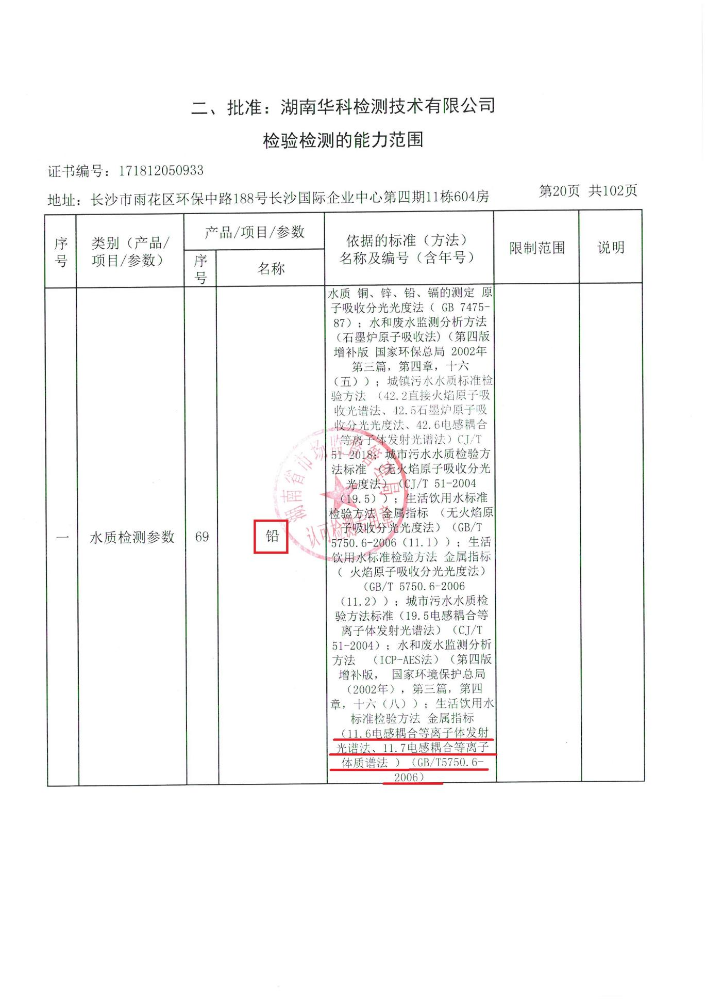 二、批准：湖南华科检测技术有限公司
检验检测的能力范围
证书编号：171812050933
地址：长沙市雨花区环保中路188号长沙国际企业中心第四期11栋604房
第20页 共102页
序号
类别（产品/
项目/参数）
产品/项目/参数
序号
名称
依据的标准（方法）
名称及编号（含年号）
限制范围
说明
一
水质检测参数
69
铅
水质 铜、锌、铅、镉的测定 原
子吸收分光光度法（ GB 7475-
87）；水和废水监测分析方法
（石墨炉原子吸收法)（第四版
增补版 国家环保总局 2002年
第三篇，第四章，十六
（五））；城镇污水水质标准检
验方法 （42.2直接火焰原子吸
收光谱法、42.5石墨炉原子吸
收分光光度法、42.6电感耦合
等离子体发射光谱法）CJ/T
51-2018；城市污水水质检验方
法标准 （无火焰原子吸收分光
光度法）（CJ/T 51-2004
（19.5））；生活饮用水标准
检验方法 金属指标 （无火焰原
子吸收分光光度法）（GB/T
5750.6-2006（11.1））；生活
饮用水标准检验方法 金属指标
（ 火焰原子吸收分光光度法）
（GB/T 5750.6-2006
（11.2））；城市污水水质检
验方法标准（19.5电感耦合等
离子体发射光谱法）（CJ/T
51-2004）；水和废水监测分析
方法 （ICP-AES法）（第四版
增补版， 国家环境保护总局
（2002年），第三篇，第四
章，十六（八））；生活饮用水
标准检验方法 金属指标
（11.6电感耦合等离子体发射
光谱法、11.7电感耦合等离子
体质谱法 ）（GB/T5750.6-
2006）
湖南省市场监督管理局
认可检测专用章